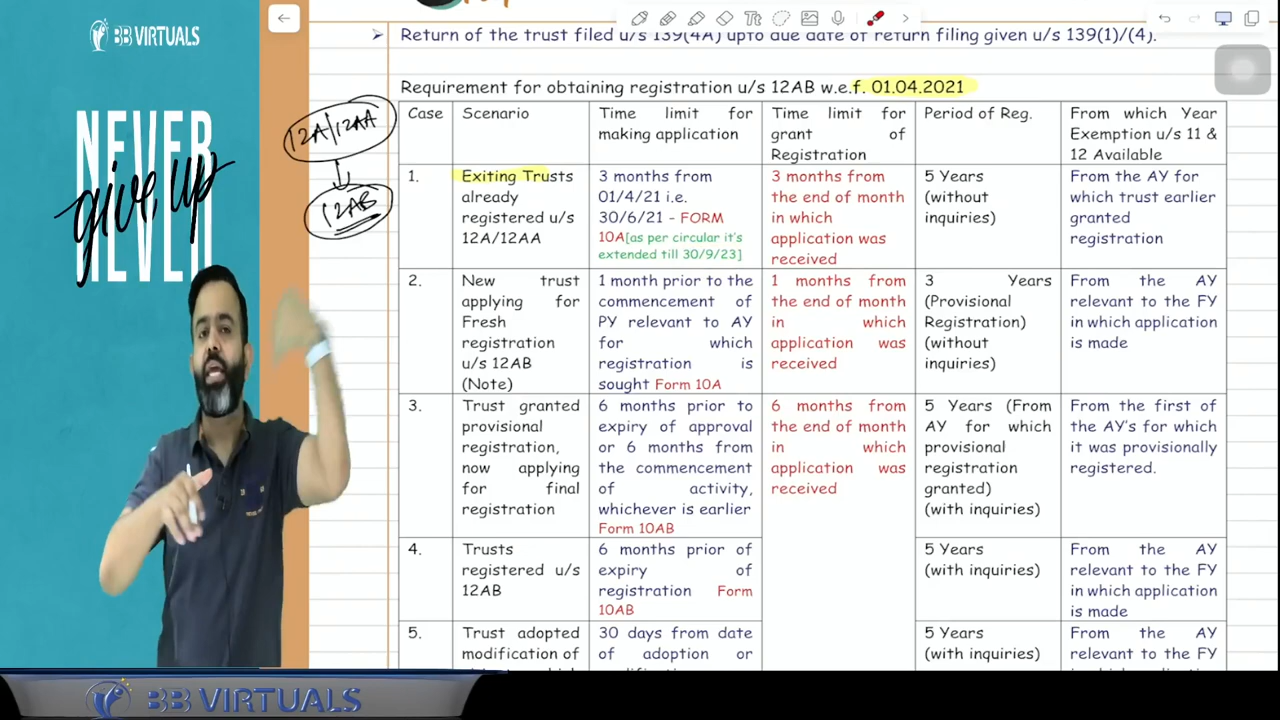 BB VIRTUALS
NEVER
give up
NEVER
Return of the trust filed u/s 139(4A) upto due date of return filing given u/s 139(1)/(4).
Requirement for obtaining registration u/s 12AB w.e.f. 01.04.2021
12A/12AA
12AB
Case
Scenario
Time limit for
making application
Time limit for
grant of
Registration
Period of Reg.
From which Year
Exemption u/s 11 &
12 Available
1.
Exiting Trusts
already
registered u/s
12A/12AA
3 months from
01/4/21 i.e.
30/6/21 - FORM
10A[as per circular it's
extended till 30/9/23]
3 months from
the end of month
in which
application was
received
5 Years
(without
inquiries)
From the AY for
which trust earlier
granted
registration
2.
New trust
applying for
Fresh
registration
u/s 12AB
(Note)
1 month prior to the
commencement of
PY relevant to AY
for which
registration is
sought Form 10A
1 months from
the end of month
in which
application was
received
3 Years
(Provisional
Registration)
(without
inquiries)
From the AY
relevant to the FY
in which application
is made
3.
Trust granted
provisional
registration,
now applying
for final
registration
6 months prior to
expiry of approval
or 6 months from
the commencement
of activity,
whichever is earlier
Form 10AB
6 months from
the end of month
in which
application was
received
5 Years (From
AY for which
provisional
registration
granted)
(with inquiries)
From the first of
the AY's for which
it was provisionally
registered.
4.
Trusts
registered u/s
12AB
6 months prior of
expiry of
registration Form
10AB
5 Years
(with inquiries)
From the AY
relevant to the FY
in which application
is made
5.
Trust adopted
modification of
30 days from date
of adoption or
5 Years
(with inquiries)
From the AY
relevant to the FY
BB VIRTUALS